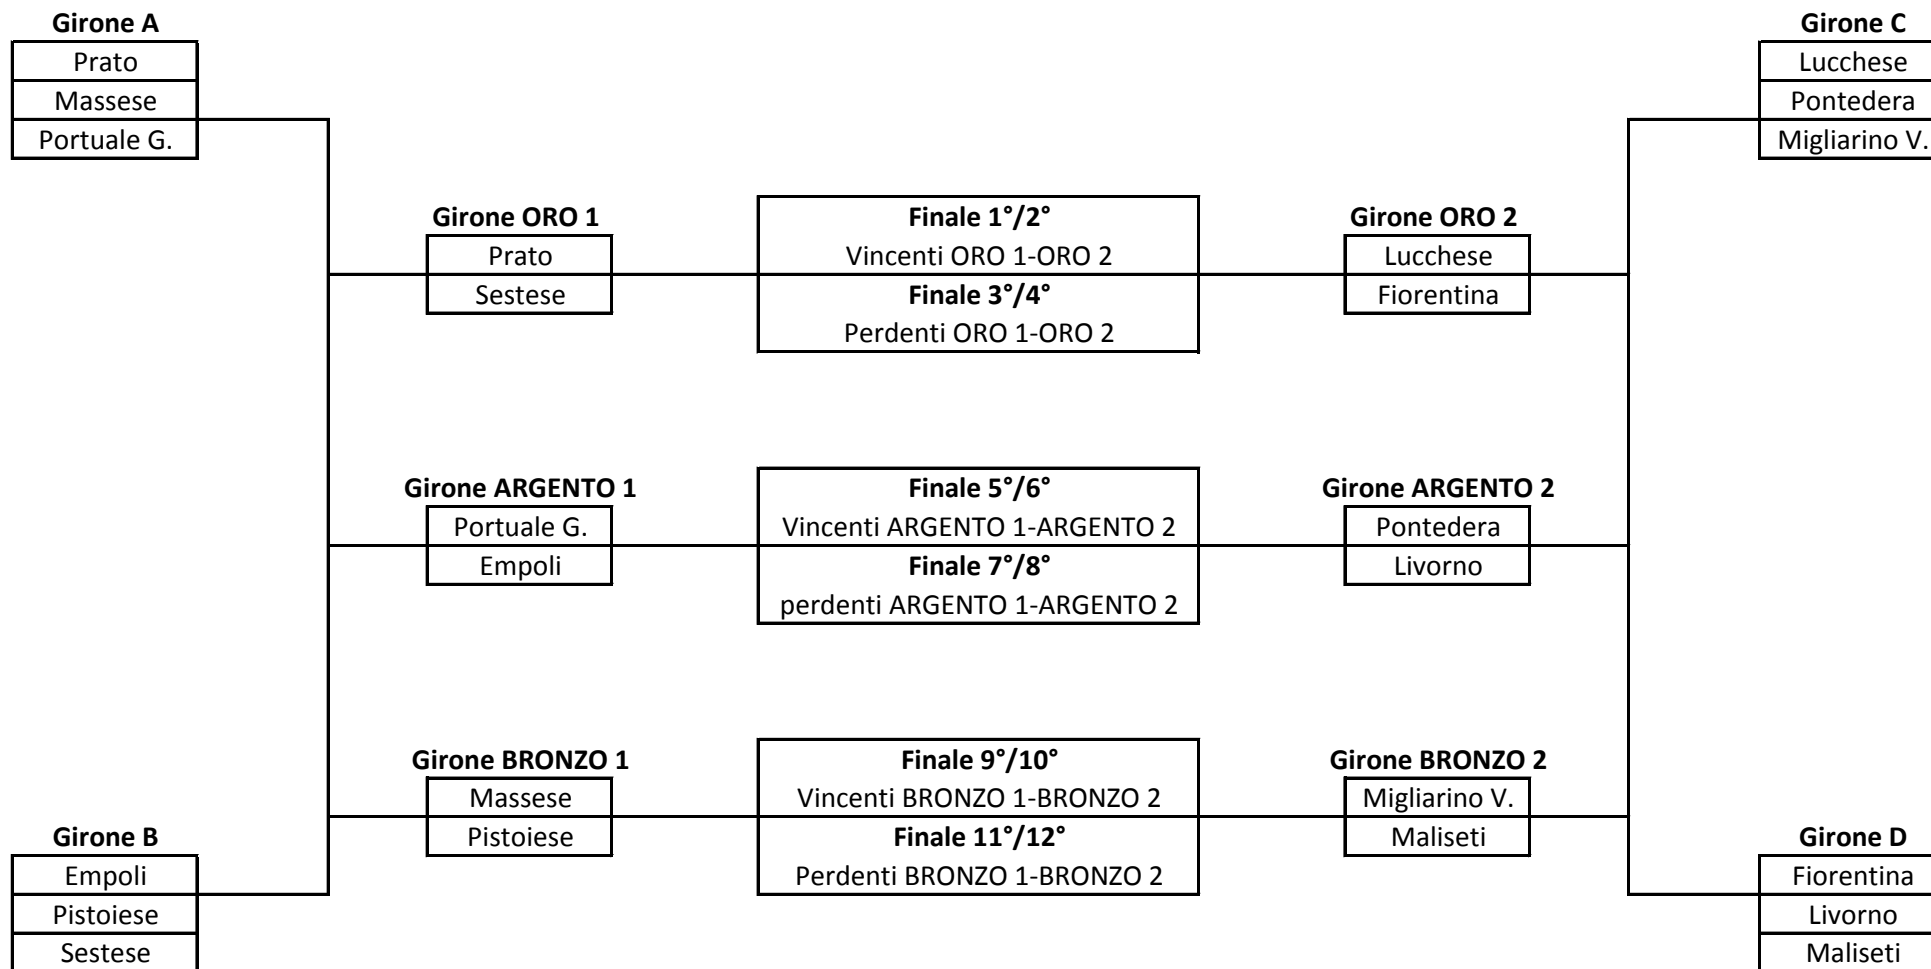 Girone A
Prato
Massese
Portuale G.
Girone C
Lucchese
Pontedera
Migliarino V.
Girone ORO 1
Prato
Sestese
Finale 1°/2°
Vincenti ORO 1-ORO 2
Finale 3°/4°
Perdenti ORO 1-ORO 2
Girone ORO 2
Lucchese
Fiorentina
Girone ARGENTO 1
Portuale G.
Empoli
Finale 5°/6°
Vincenti ARGENTO 1-ARGENTO 2
Finale 7°/8°
perdenti ARGENTO 1-ARGENTO 2
Girone ARGENTO 2
Pontedera
Livorno
Girone BRONZO 1
Massese
Pistoiese
Finale 9°/10°
Vincenti BRONZO 1-BRONZO 2
Finale 11°/12°
Perdenti BRONZO 1-BRONZO 2
Girone BRONZO 2
Migliarino V.
Maliseti
Girone B
Empoli
Pistoiese
Sestese
Girone D
Fiorentina
Livorno
Maliseti